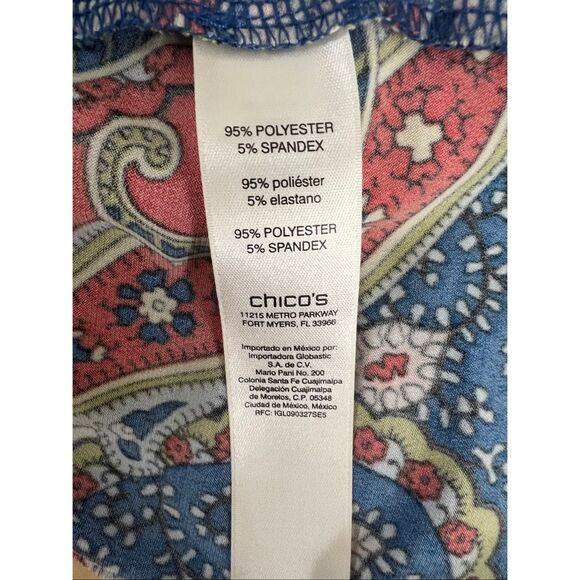 95% POLYESTER
5% SPANDEX
95% poliéster
5% elastano
95% POLYESTER
5% SPANDEX
chico's
11215 METRO PARKWAY
FORT MYERS, FL 33966
Importado en México por:
Importadora Globastic
S.A. de C.V.
Mario Pani No. 200
Colonia Santa Fe Cuajimalpa
Delegación Cuajimalpa
de Morelos, C.P. 05348
Ciudad de México, México
RFC: IGL090327SE5